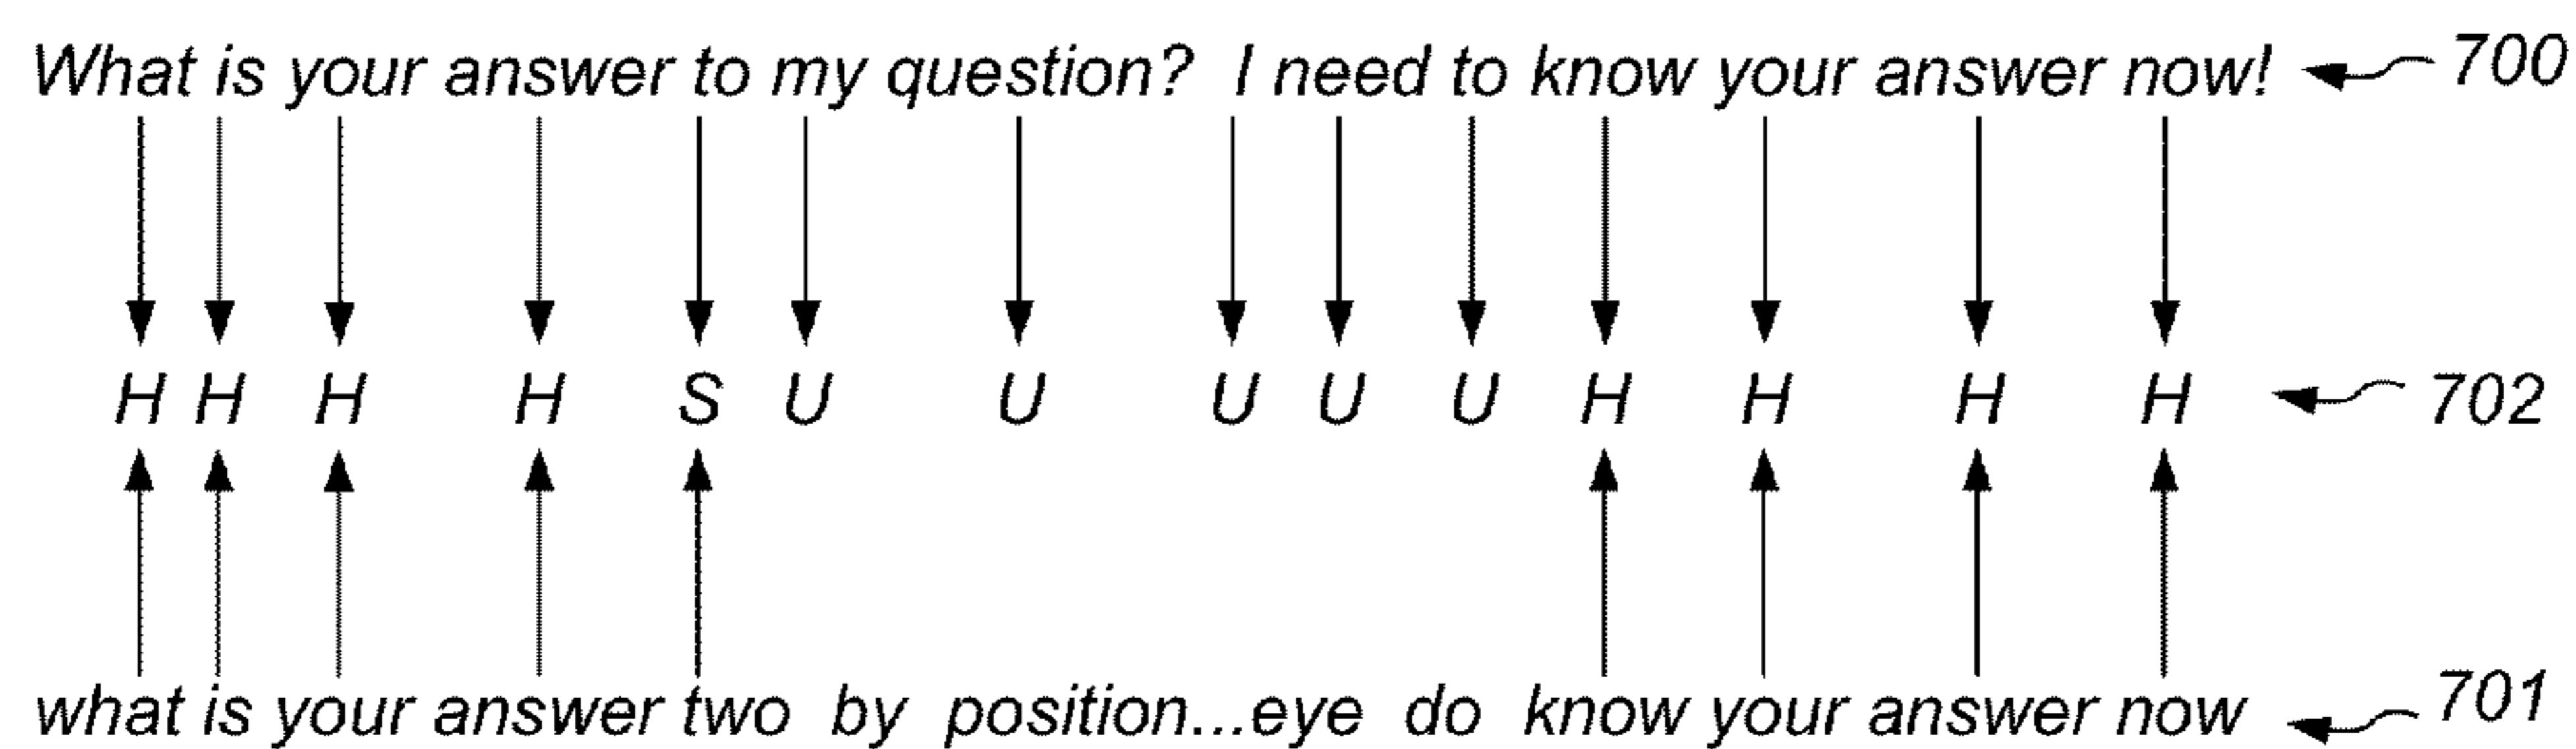 What is your answer to my question? I need to know your answer now! 700
H H H H S U U U U U H H H H 702
what is your answer two by position...eye do know your answer now 701